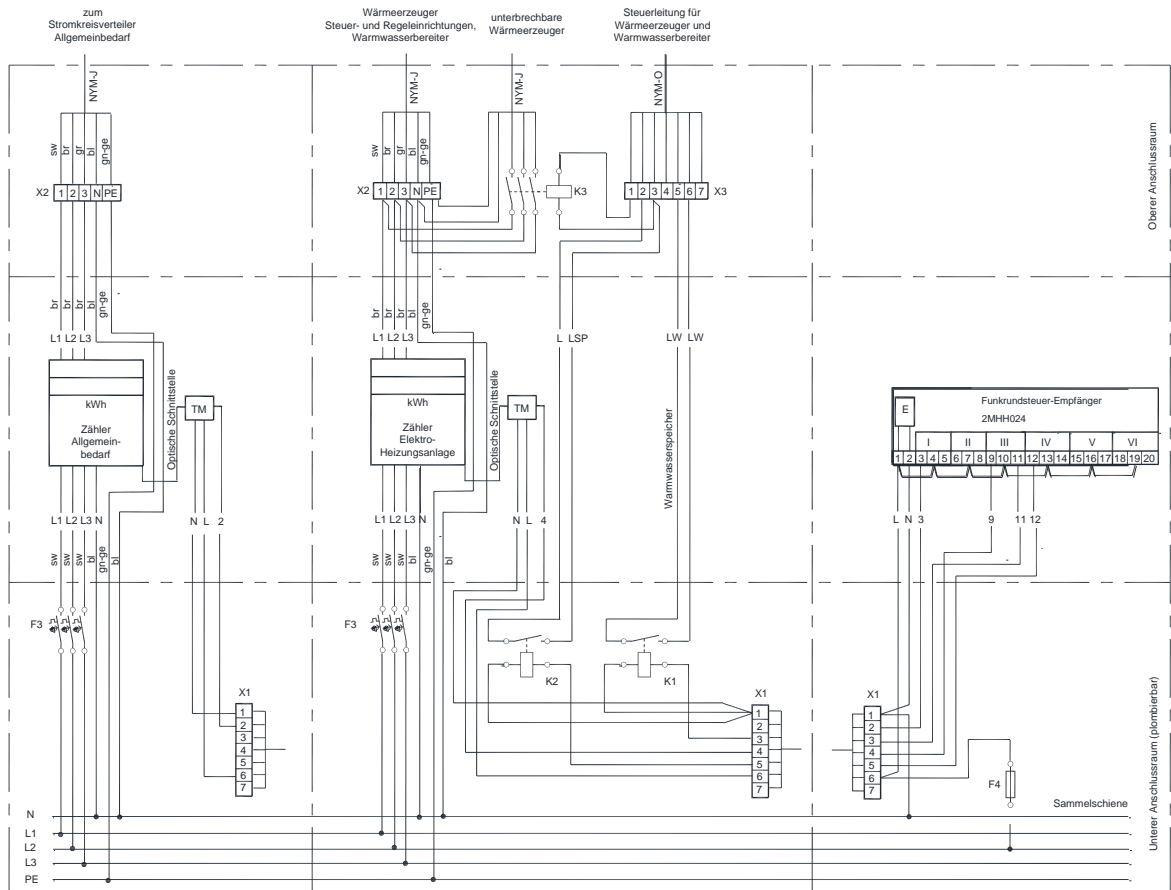 zum
Stromkreisverteiler
Allgemeinbedarf
Wärmeerzeuger
Steuer- und Regeleinrichtungen,
Warmwasserbereiter
unterbrechbare
Wärmeerzeuger
Steuerleitung für
Wärmeerzeuger und
Warmwasserbereiter
NYM-J
NYM-J
NYM-J
NYM-O
sw br gr bl gn-ge
sw br gr bl gn-ge
X2 1 2 3 N PE
X2 1 2 3 N PE
K3
1 2 3 4 5 6 7 X3
Oberer Anschlussraum
br br br bl gn-ge
br br br bl gn-ge
L1 L2 L3
L1 L2 L3
L LSP
LW LW
kWh
Zähler
Allgemein-
bedarf
Optische Schnittstelle
TM
kWh
Zähler
Elektro-
Heizungsanlage
Optische Schnittstelle
TM
Warmwasserspeicher
E
Funkrundsteuer-Empfänger
2MHH024
I II III IV V VI
1 2 3 4 5 6 7 8 9 10 11 12 13 14 15 16 17 18 19 20
L1 L2 L3 N
N L 2
L1 L2 L3 N
N L 4
L N 3 9 11 12
sw sw sw bl gn-ge bl
sw sw sw bl gn-ge bl
F3
F3
K2
K1
X1
1
2
3
4
5
6
7
X1
1
2
3
4
5
6
7
X1
1
2
3
4
5
6
7
F4
Sammelschiene
Unterer Anschlussraum (plombierbar)
N
L1
L2
L3
PE